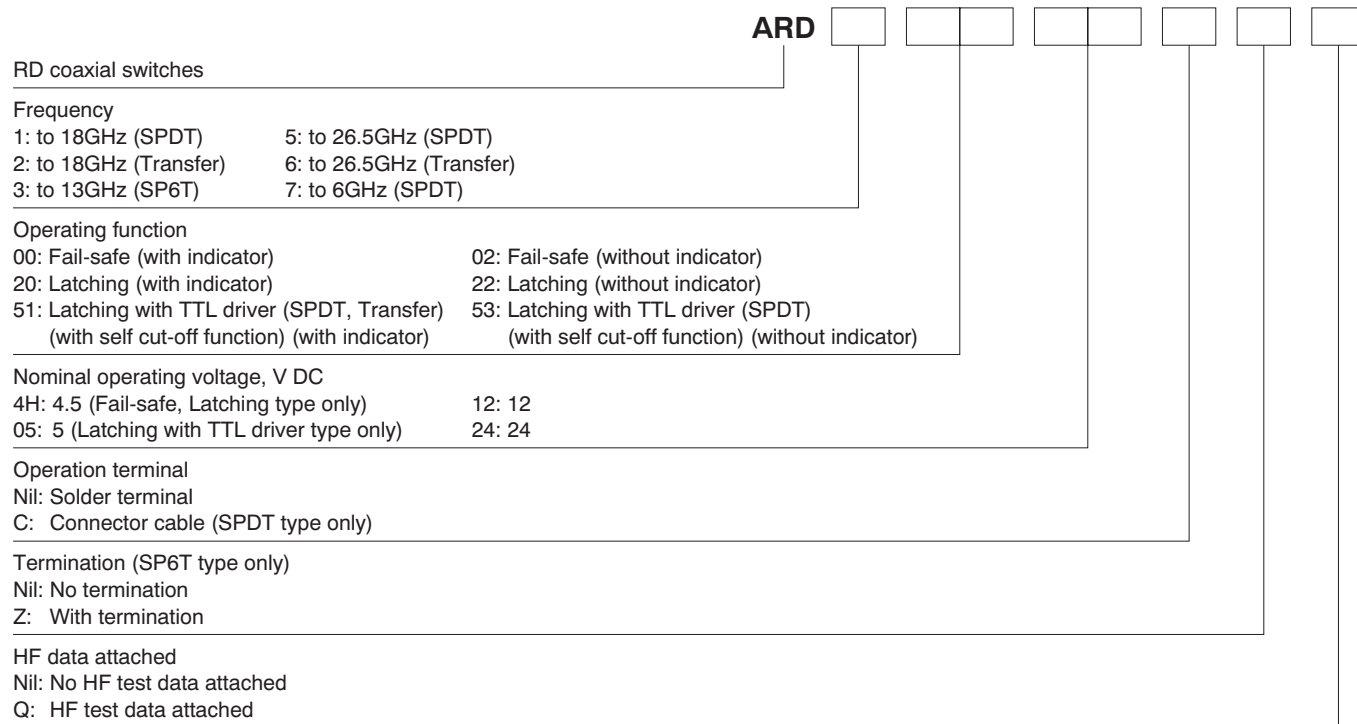 ARD
RD coaxial switches
Frequency
1: to 18GHz (SPDT) 5: to 26.5GHz (SPDT)
2: to 18GHz (Transfer) 6: to 26.5GHz (Transfer)
3: to 13GHz (SP6T) 7: to 6GHz (SPDT)
Operating function
00: Fail-safe (with indicator) 02: Fail-safe (without indicator)
20: Latching (with indicator) 22: Latching (without indicator)
51: Latching with TTL driver (SPDT, Transfer) 53: Latching with TTL driver (SPDT)
(with self cut-off function) (with indicator) (with self cut-off function) (without indicator)
Nominal operating voltage, V DC
4H: 4.5 (Fail-safe, Latching type only) 12: 12
05: 5 (Latching with TTL driver type only) 24: 24
Operation terminal
Nil: Solder terminal
C: Connector cable (SPDT type only)
Termination (SP6T type only)
Nil: No termination
Z: With termination
HF data attached
Nil: No HF test data attached
Q: HF test data attached